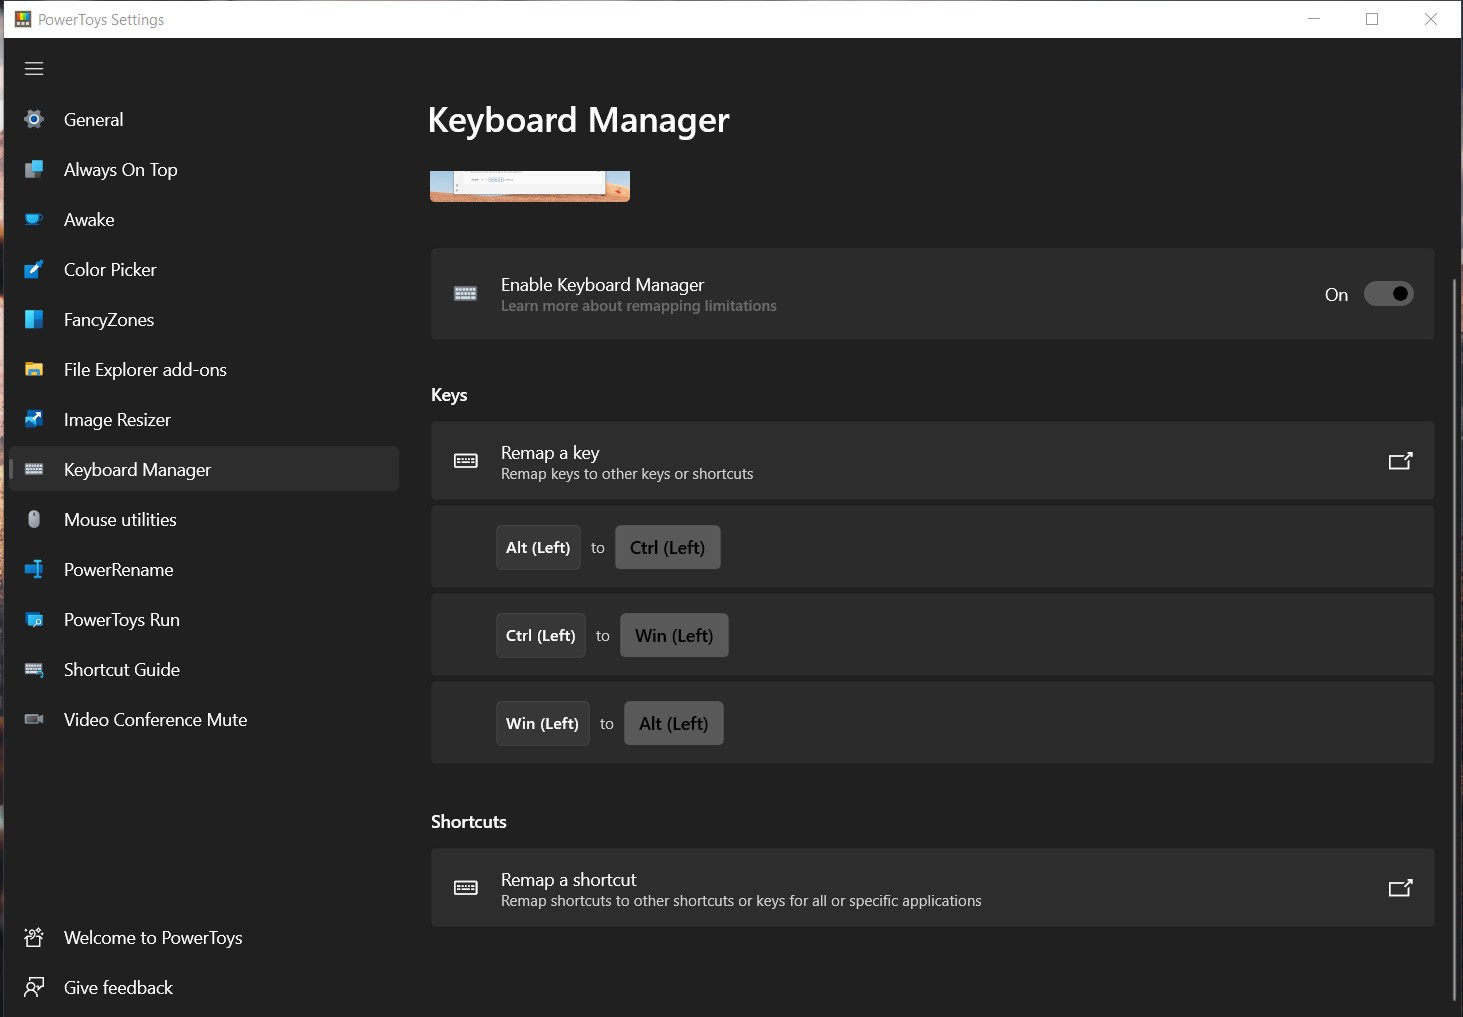 PowerToys Settings
General
Always On Top
Awake
Color Picker
FancyZones
File Explorer add-ons
Image Resizer
Keyboard Manager
Mouse utilities
PowerRename
PowerToys Run
Shortcut Guide
Video Conference Mute
Welcome to PowerToys
Give feedback
Keyboard Manager
Enable Keyboard Manager
Learn more about remapping limitations
On
Keys
Remap a key
Remap keys to other keys or shortcuts
Alt (Left) to Ctrl (Left)
Ctrl (Left) to Win (Left)
Win (Left) to Alt (Left)
Shortcuts
Remap a shortcut
Remap shortcuts to other shortcuts or keys for all or specific applications